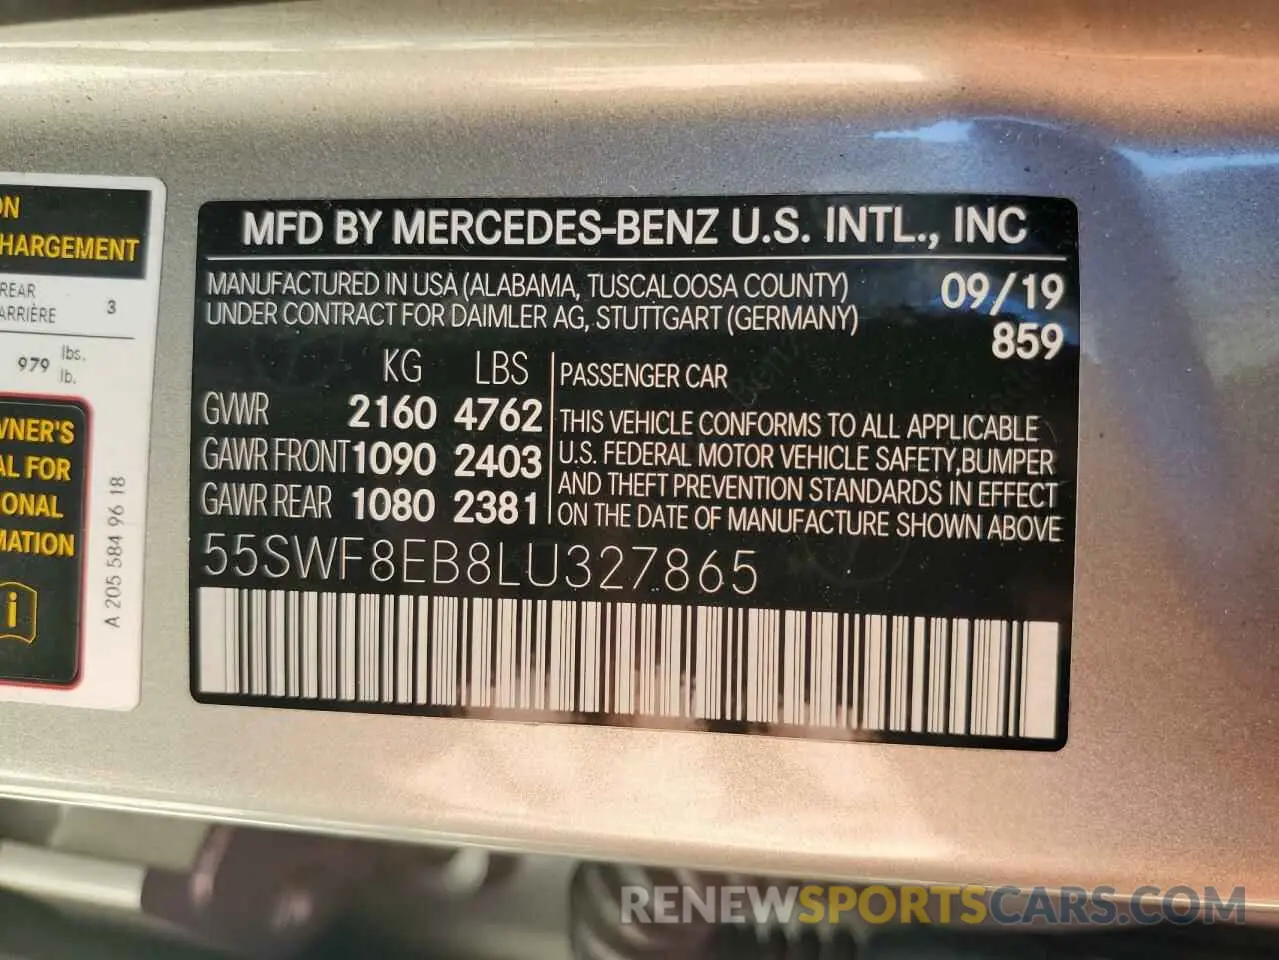 ON
CHARGEMENT
REAR
ARRIÈRE 3
979 lbs.
lb.
WNER'S
AL FOR
IONAL
MATION
A 205 584 96 18
MFD BY MERCEDES-BENZ U.S. INTL., INC
MANUFACTURED IN USA (ALABAMA, TUSCALOOSA COUNTY) 09/19
UNDER CONTRACT FOR DAIMLER AG, STUTTGART (GERMANY) 859
KG LBS
GVWR 2160 4762
GAWR FRONT 1090 2403
GAWR REAR 1080 2381
PASSENGER CAR
THIS VEHICLE CONFORMS TO ALL APPLICABLE
U.S. FEDERAL MOTOR VEHICLE SAFETY,BUMPER
AND THEFT PREVENTION STANDARDS IN EFFECT
ON THE DATE OF MANUFACTURE SHOWN ABOVE
55SWF8EB8LU327865
RENEWSPORTSCARS.COM